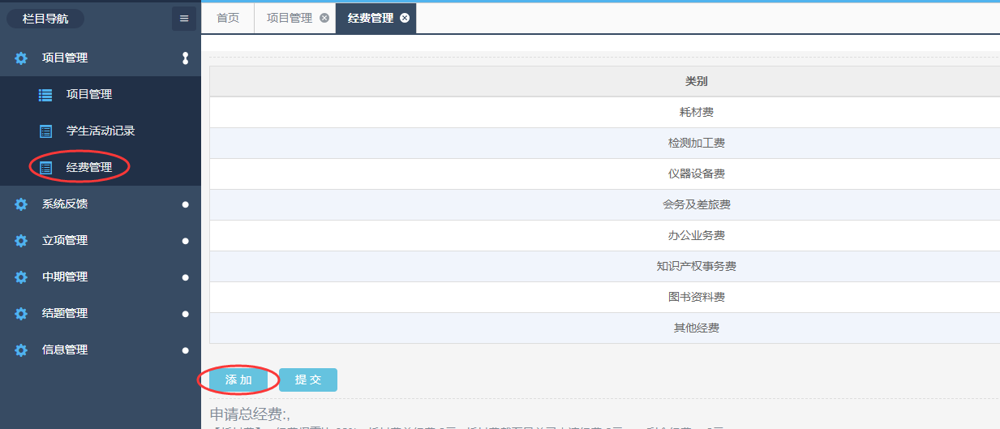 栏目导航
首页
项目管理
经费管理
项目管理
项目管理
学生活动记录
经费管理
系统反馈
立项管理
中期管理
结题管理
信息管理
类别
耗材费
检测加工费
仪器设备费
会务及差旅费
办公业务费
知识产权事务费
图书资料费
其他经费
添 加
提 交
申请总经费:,